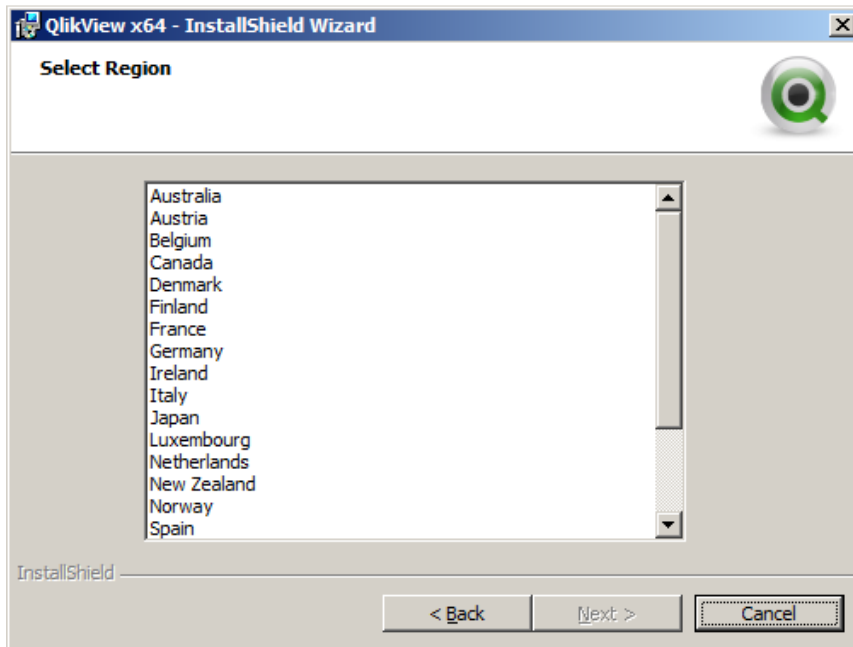 QlikView x64 - InstallShield Wizard
Select Region
Australia
Austria
Belgium
Canada
Denmark
Finland
France
Germany
Ireland
Italy
Japan
Luxembourg
Netherlands
New Zealand
Norway
Spain
InstallShield
< Back
Next >
Cancel